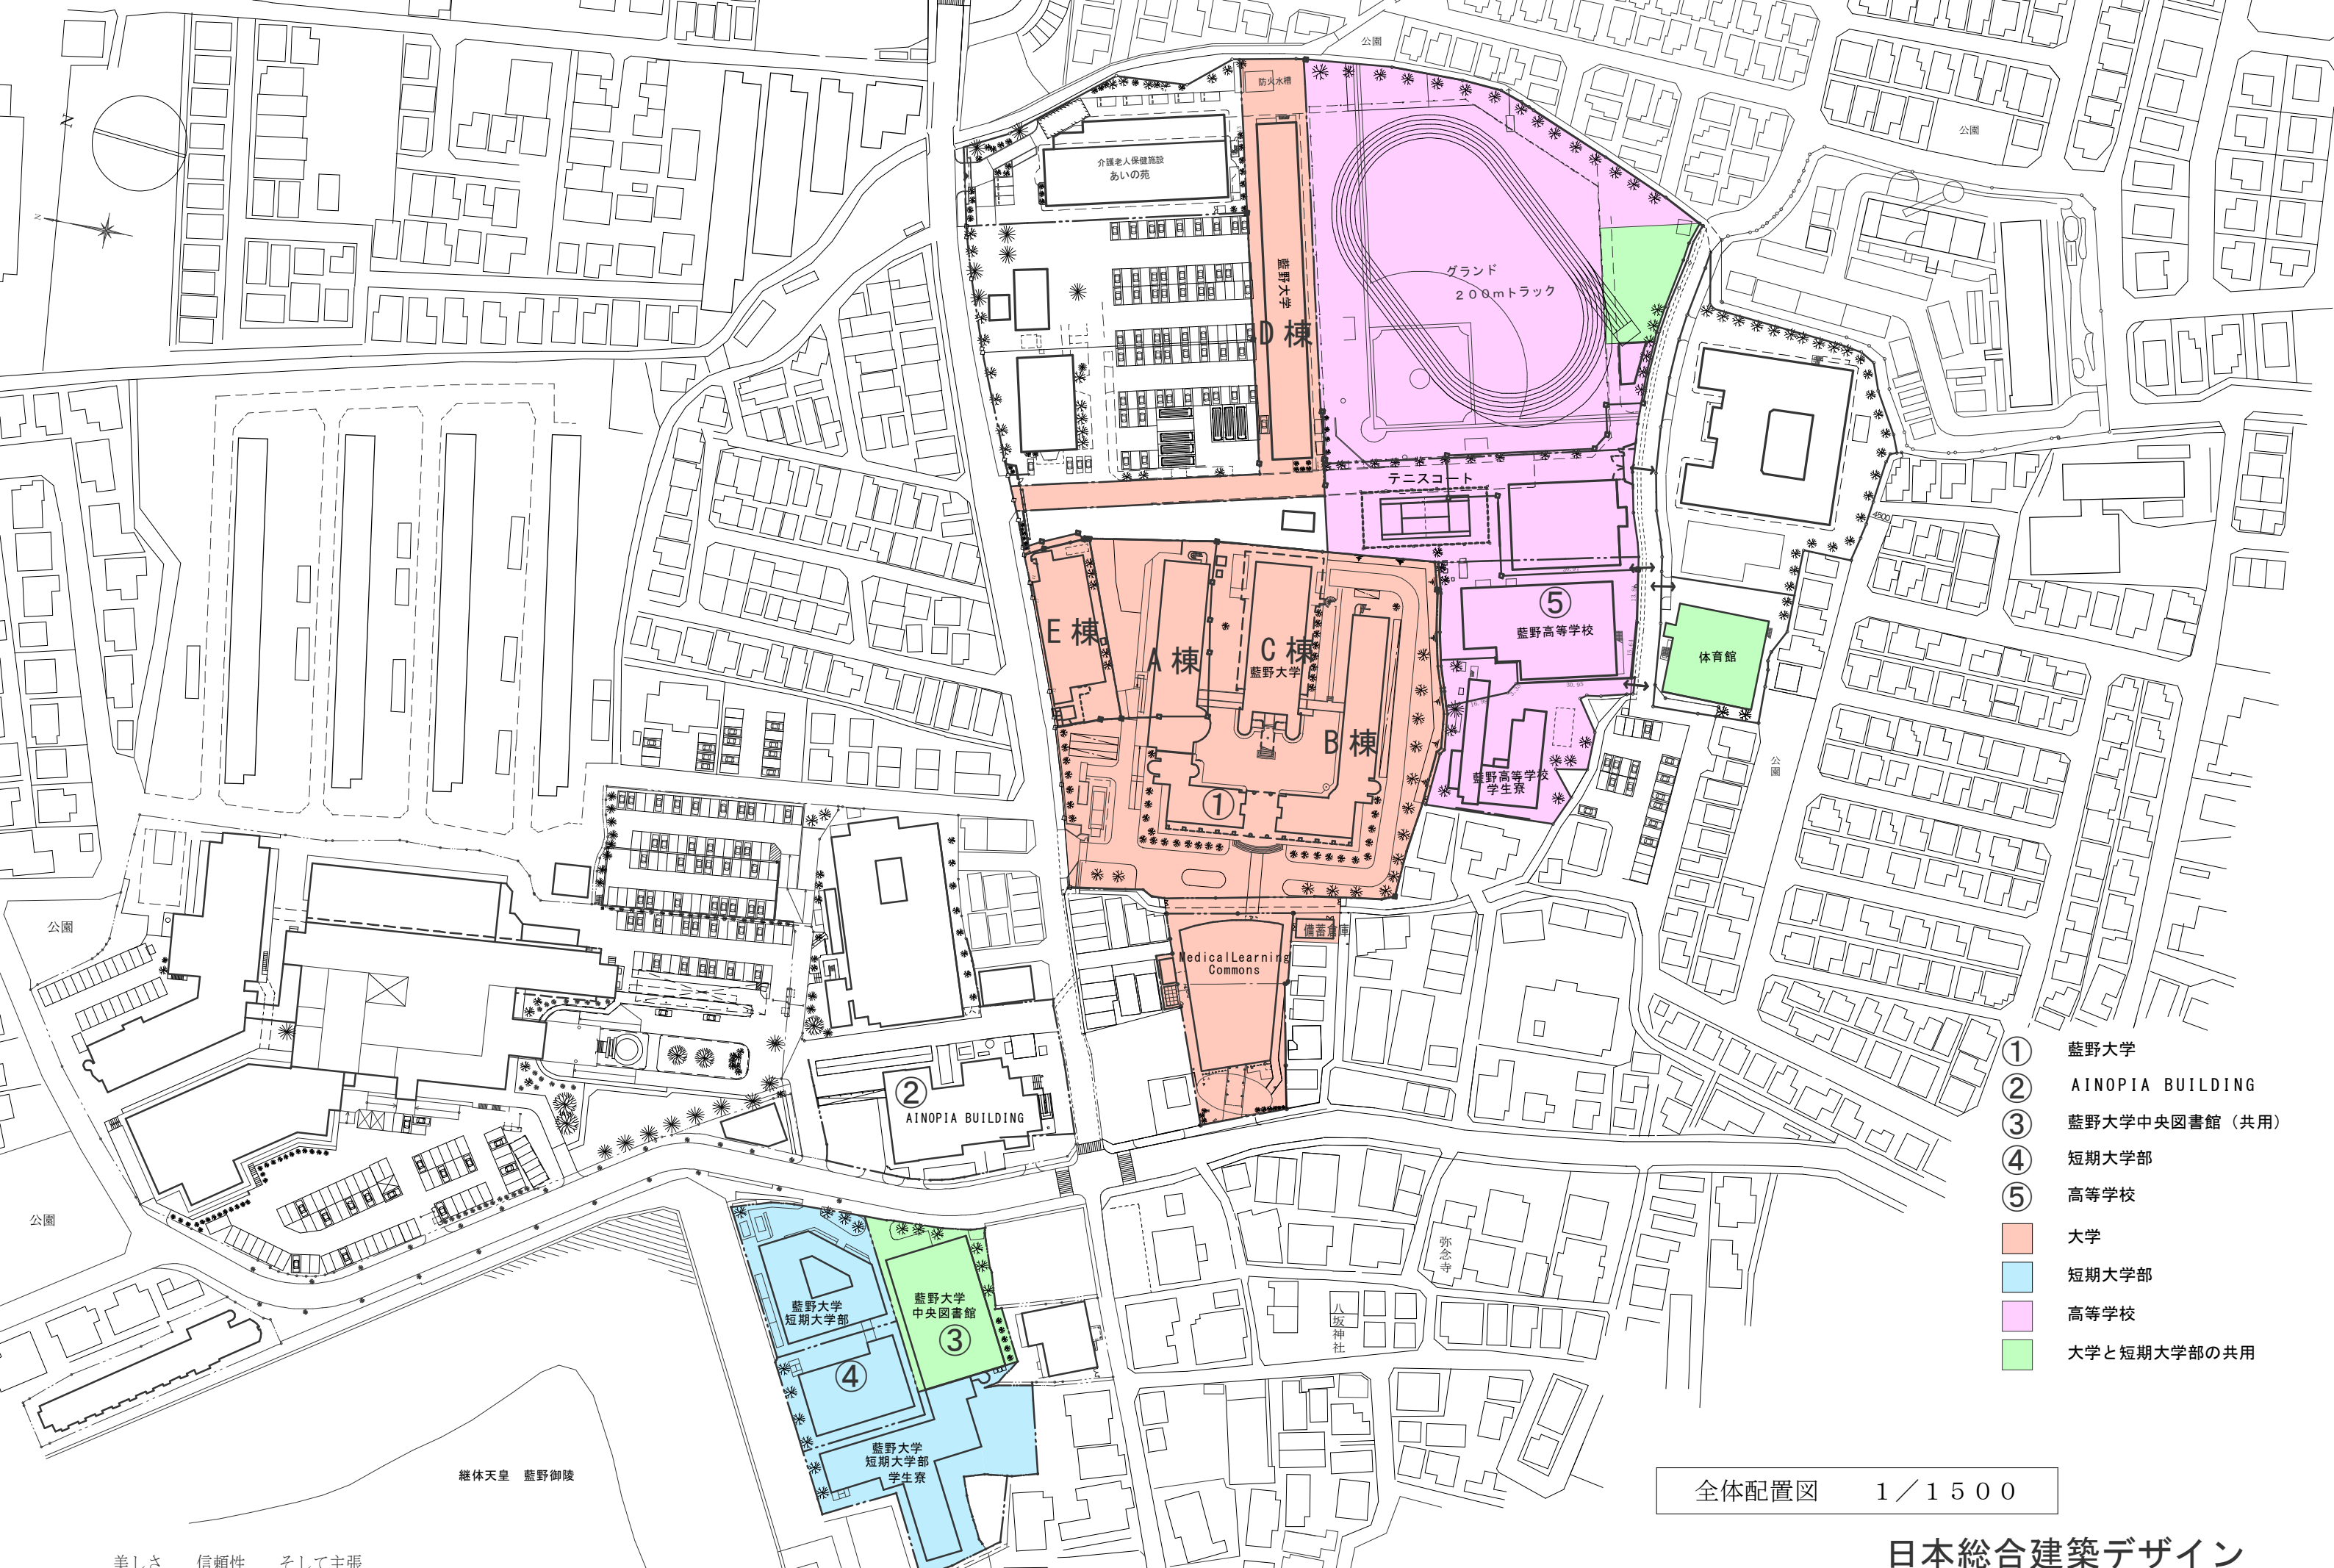 公園
防火水槽
公園
N
介護老人保健施設
あいの苑
N
藍野大学
D棟
グランド
200mトラック
テニスコート
4500
E棟
A棟
C棟
藍野大学
B棟
①
⑤
藍野高等学校
体育館
藍野高等学校
学生寮
公園
公園
備蓄倉庫
MedicalLearning
Commons
②
AINOPIA BUILDING
公園
弥念寺
八坂神社
藍野大学
短期大学部
藍野大学
中央図書館
③
④
藍野大学
短期大学部
学生寮
継体天皇　藍野御陵
① 藍野大学
② AINOPIA BUILDING
③ 藍野大学中央図書館（共用）
④ 短期大学部
⑤ 高等学校
大学
短期大学部
高等学校
大学と短期大学部の共用
全体配置図　1／1500
日本総合建築デザイン
美しさ　信頼性　そして主張